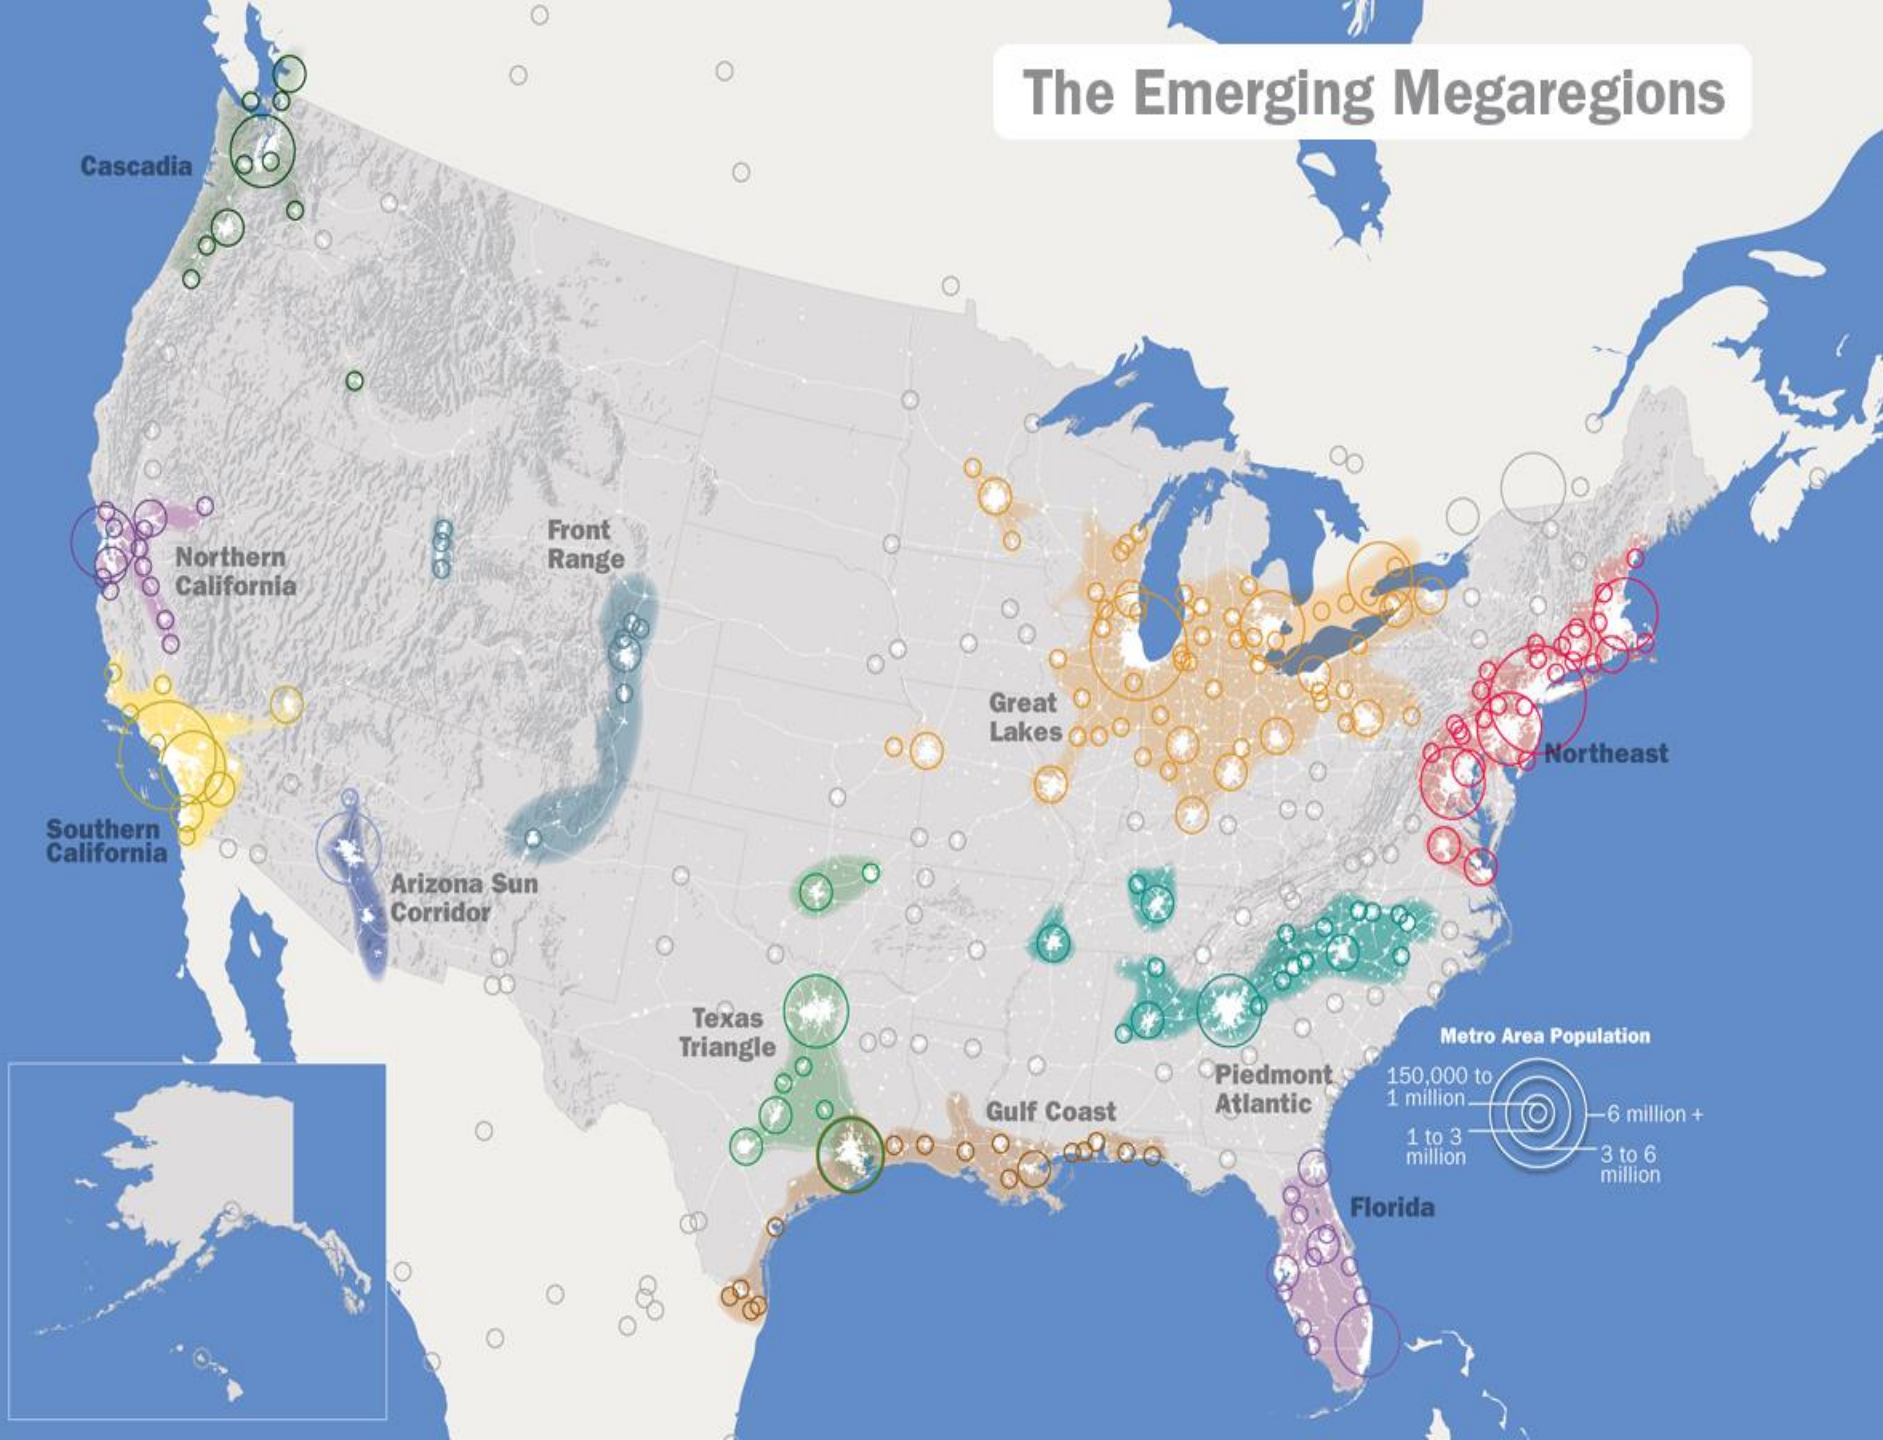 The Emerging Megaregions
Cascadia
Front
Range
Northern
California
Great
Lakes
Northeast
Southern
California
Arizona Sun
Corridor
Texas
Triangle
Gulf Coast
Piedmont
Atlantic
Metro Area Population
150,000 to
1 million
6 million +
1 to 3
million
3 to 6
million
Florida